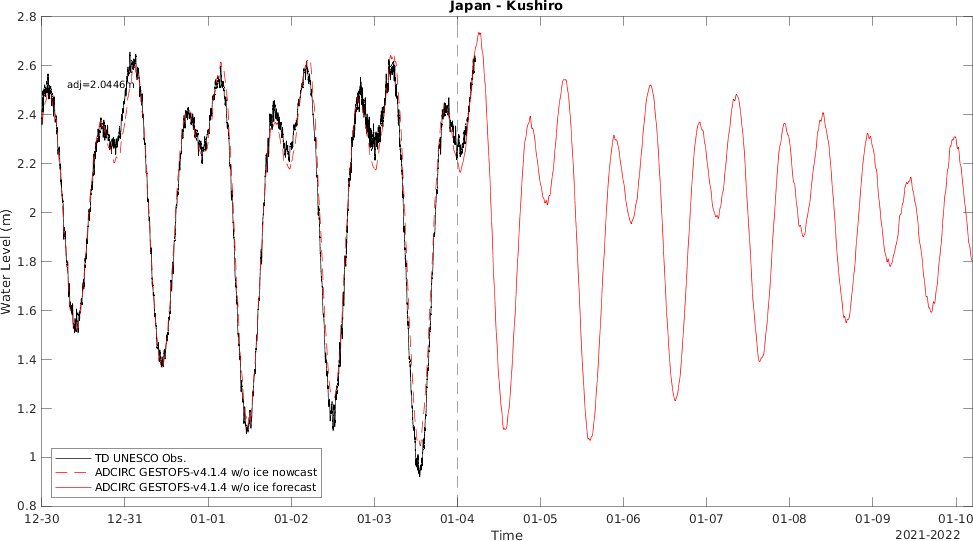 Japan - Kushiro
2.8
2.6
2.4
2.2
2
1.8
1.6
1.4
1.2
1
0.8
Water Level (m)
adj=2.0446m
TD UNESCO Obs.
ADCIRC GESTOFS-v4.1.4 w/o ice nowcast
ADCIRC GESTOFS-v4.1.4 w/o ice forecast
12-30 12-31 01-01 01-02 01-03 01-04 01-05 01-06 01-07 01-08 01-09 01-10
Time
2021-2022